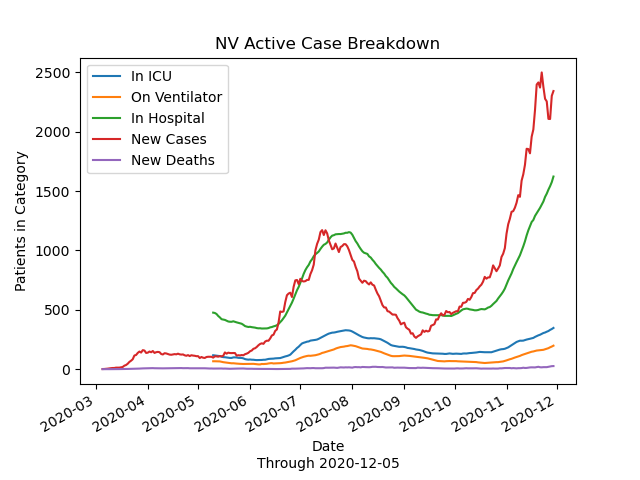 NV Active Case Breakdown
In ICU
On Ventilator
In Hospital
New Cases
New Deaths
Patients in Category
2500
2000
1500
1000
500
0
2020-03
2020-04
2020-05
2020-06
2020-07
2020-08
2020-09
2020-10
2020-11
2020-12
Date
Through 2020-12-05